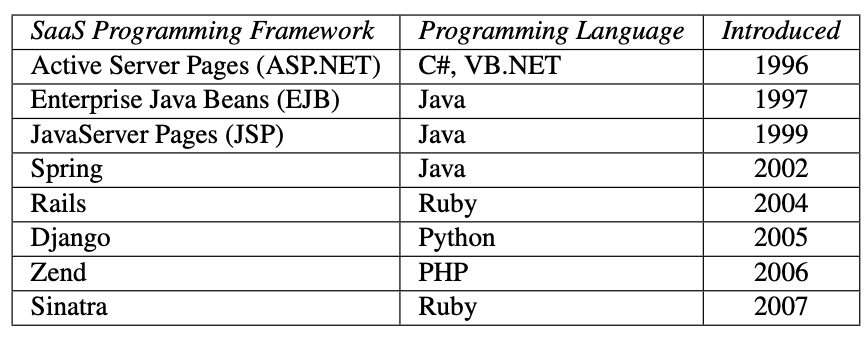 SaaS Programming Framework Programming Language Introduced
Active Server Pages (ASP.NET) C#, VB.NET 1996
Enterprise Java Beans (EJB) Java 1997
JavaServer Pages (JSP) Java 1999
Spring Java 2002
Rails Ruby 2004
Django Python 2005
Zend PHP 2006
Sinatra Ruby 2007